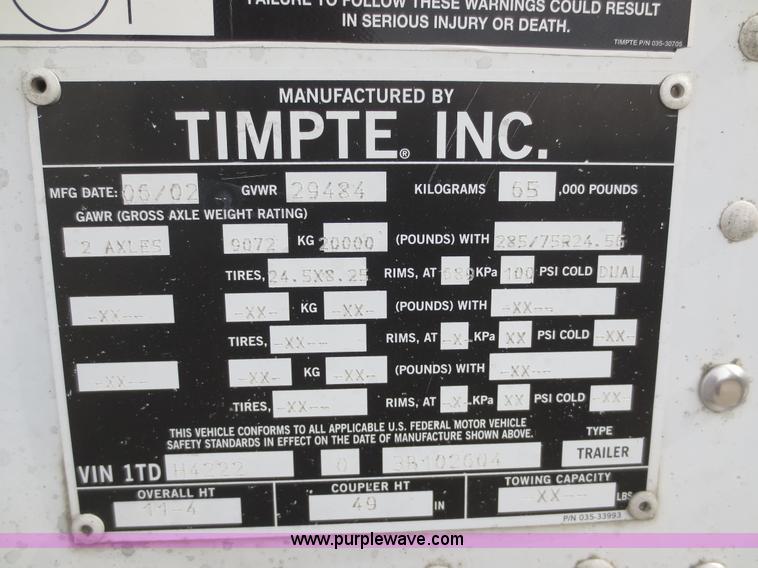 FAILURE TO FOLLOW THESE WARNINGS COULD RESULT
IN SERIOUS INJURY OR DEATH.
TIMPTE P/N 035-30705
MANUFACTURED BY
TIMPTE® INC.
MFG DATE: 06/02 GVWR 29484 KILOGRAMS 65 ,000 POUNDS
GAWR (GROSS AXLE WEIGHT RATING)
2 AXLES 9072 KG 20000 (POUNDS) WITH 285/75R24.5G
TIRES, 24.5X8.25 RIMS, AT 689 KPa 100 PSI COLD DUAL
-XX-- -XX- KG -XX- (POUNDS) WITH -XX--
TIRES, -XX-- RIMS, AT -X- KPa XX PSI COLD -XX-
-XX-- -XX- KG -XX- (POUNDS) WITH -XX--
TIRES, -XX-- RIMS, AT -X- KPa XX PSI COLD -XX-
THIS VEHICLE CONFORMS TO ALL APPLICABLE U.S. FEDERAL MOTOR VEHICLE
SAFETY STANDARDS IN EFFECT ON THE DATE OF MANUFACTURE SHOWN ABOVE.
TYPE
TRAILER
VIN 1TD H4222 0 3B102604
OVERALL HT COUPLER HT TOWING CAPACITY
11-4 49 IN -XX-- LBS
P/N 035-33993
www.purplewave.com